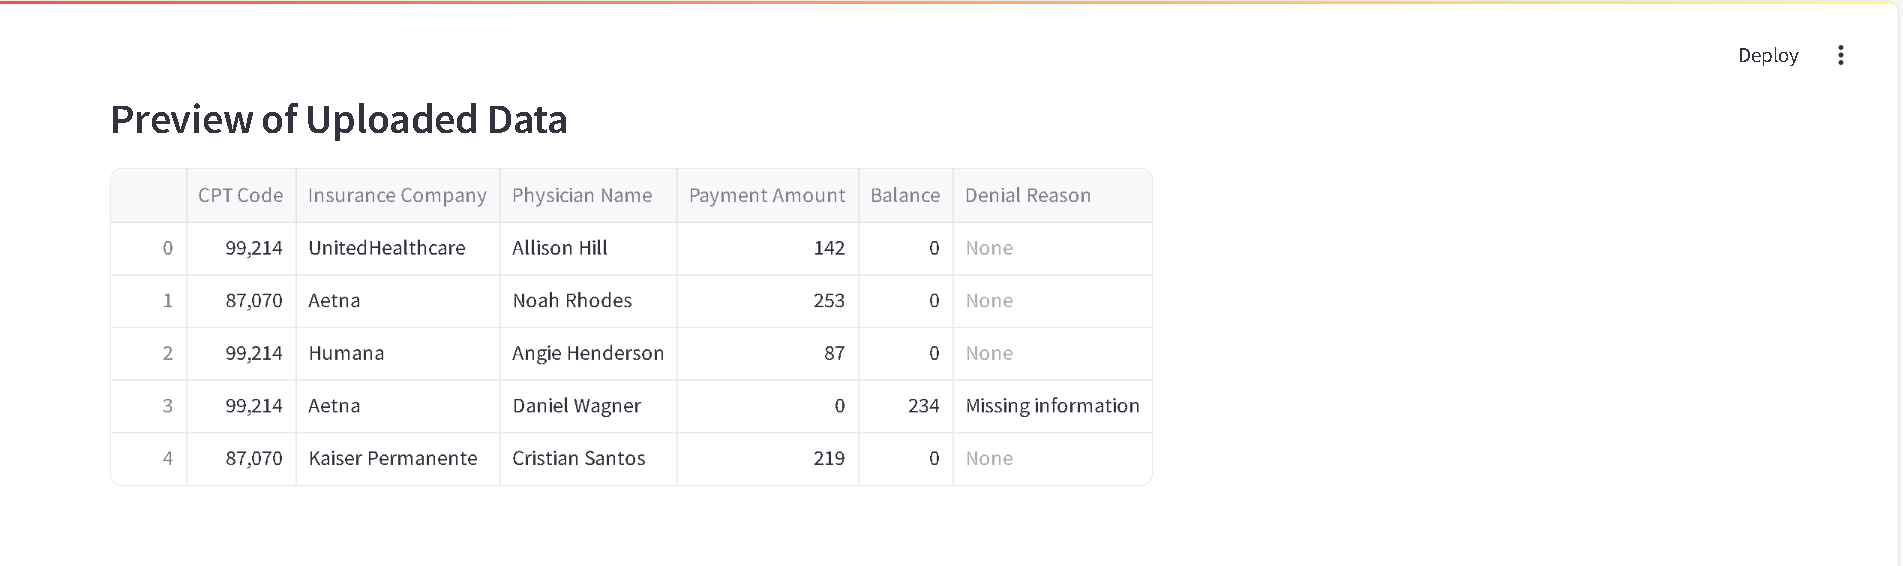 Deploy
Preview of Uploaded Data
CPT Code Insurance Company Physician Name Payment Amount Balance Denial Reason
0 99,214 UnitedHealthcare Allison Hill 142 0 None
1 87,070 Aetna Noah Rhodes 253 0 None
2 99,214 Humana Angie Henderson 87 0 None
3 99,214 Aetna Daniel Wagner 0 234 Missing information
4 87,070 Kaiser Permanente Cristian Santos 219 0 None